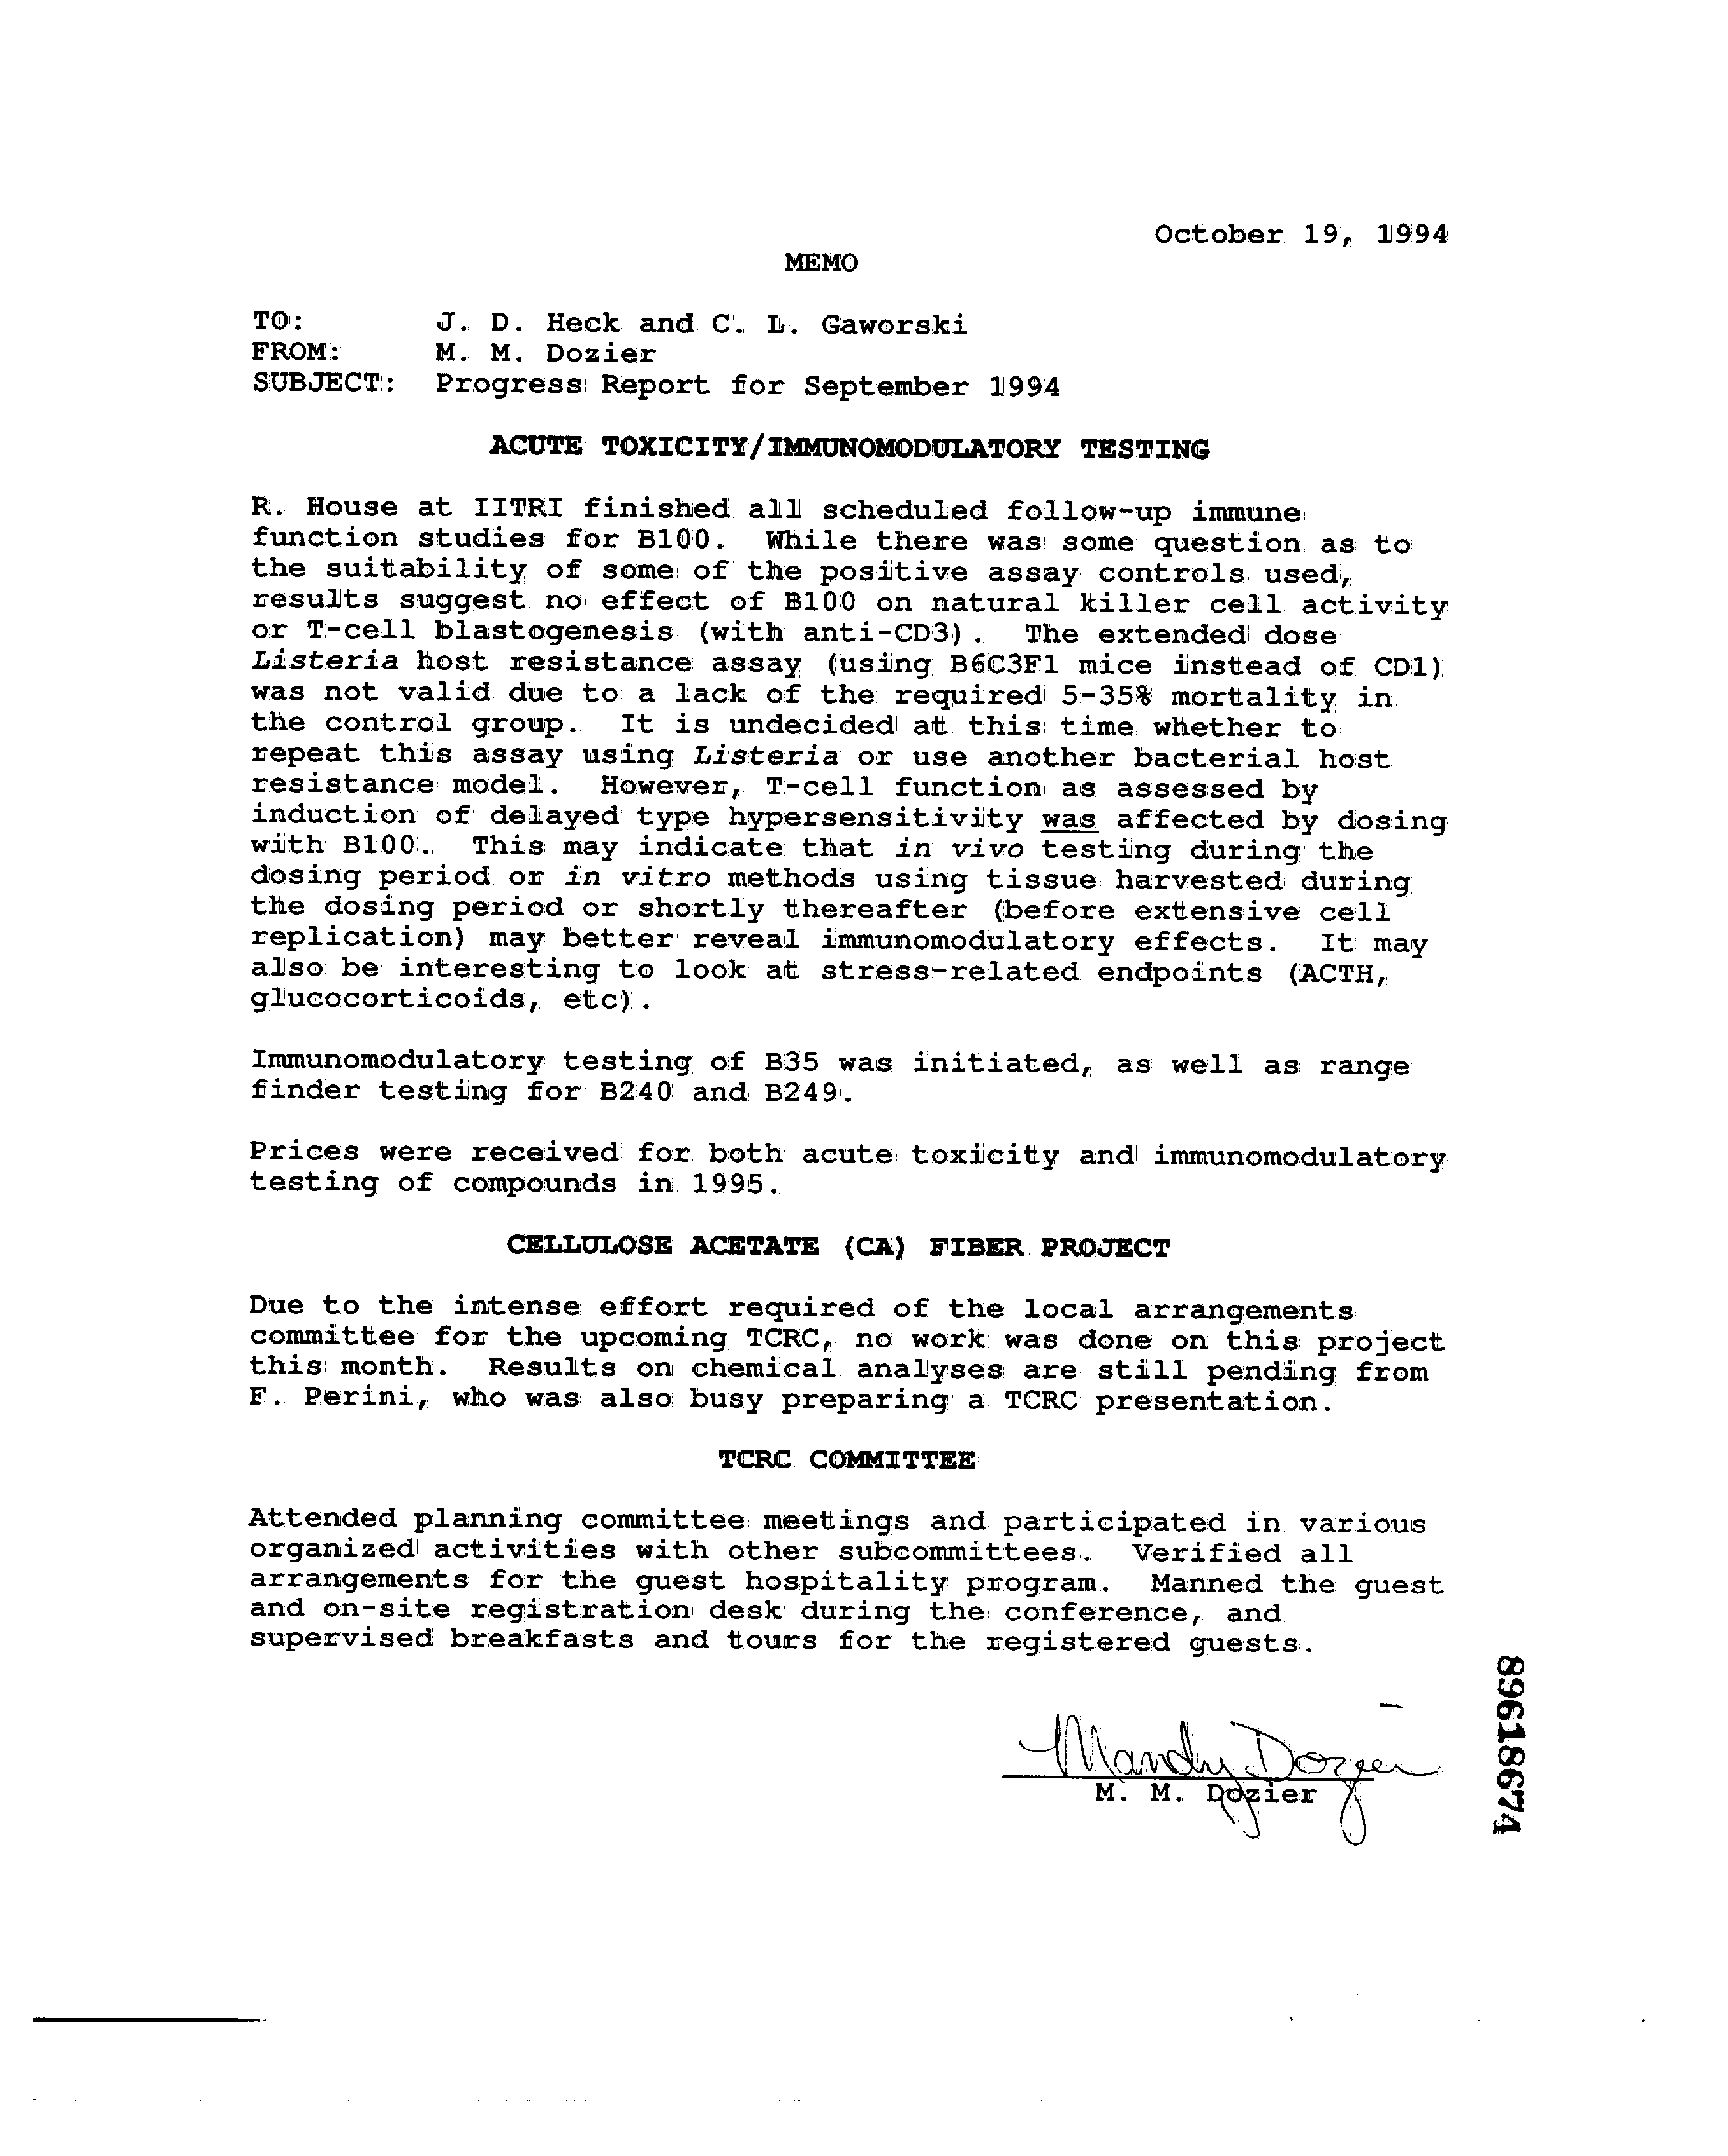 October 19, 1994
MEMO
TO: J. D. Heck and C. L. Gaworski
FROM: M. M. Dozier
SUBJECT: Progress Report for September 1994
ACUTE TOXICITY/IMMUNOMODULATORY TESTING
R. House at IITRI finished all scheduled follow-up immune
function studies for B100. While there was some question as to
the suitability of some of the positive assay controls used,
results suggest no effect of B100 on natural killer cell activity
or T-cell blastogenesis (with anti-CD3). The extended dose
Listeria host resistance assay (using B6C3F1 mice instead of CD1)
was not valid due to a lack of the required 5-35% mortality in
the control group. It is undecided at this time whether to
repeat this assay using Listeria or use another bacterial host
resistance model. However, T-cell function as assessed by
induction of delayed type hypersensitivity was affected by dosing
with B100. This may indicate that in vivo testing during the
dosing period or in vitro methods using tissue harvested during
the dosing period or shortly thereafter (before extensive cell
replication) may better reveal immunomodulatory effects. It may
also be interesting to look at stress-related endpoints (ACTH,
glucocorticoids, etc).
Immunomodulatory testing of B35 was initiated, as well as range
finder testing for B240 and B249.
Prices were received for both acute toxicity and immunomodulatory
testing of compounds in 1995.
CELLULOSE ACETATE (CA) FIBER PROJECT
Due to the intense effort required of the local arrangements
committee for the upcoming TCRC, no work was done on this project
this month. Results on chemical analyses are still pending from
F. Perini, who was also busy preparing a TCRC presentation.
TCRC COMMITTEE
Attended planning committee meetings and participated in various
organized activities with other subcommittees. Verified all
arrangements for the guest hospitality program. Manned the guest
and on-site registration desk during the conference, and
supervised breakfasts and tours for the registered guests.
Mandy Dozier
M. M. Dozier
89618674